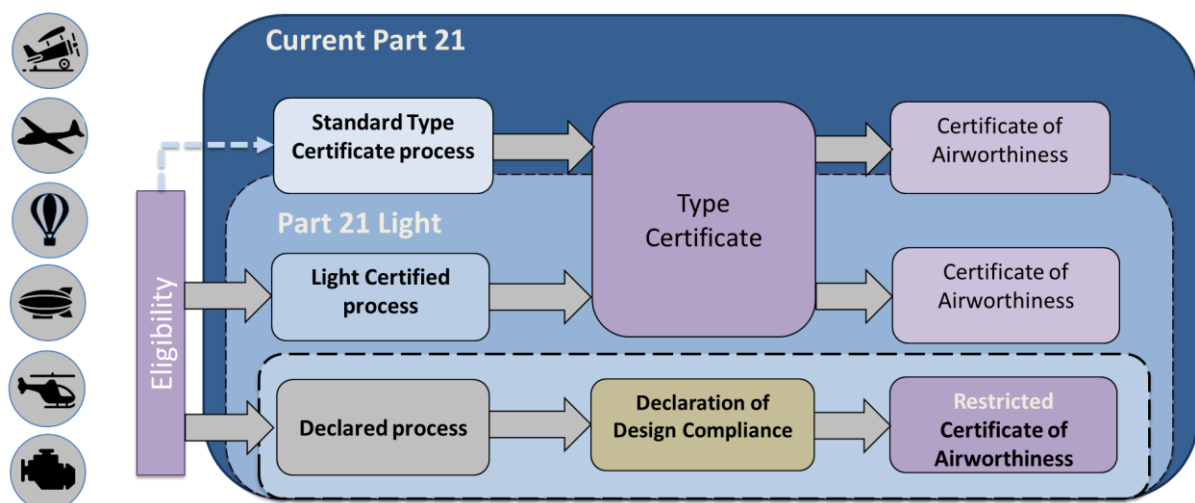 Current Part 21
Standard Type
Certificate process
Certificate of
Airworthiness
Type
Certificate
Part 21 Light
Eligibility
Light Certified
process
Certificate of
Airworthiness
Declared process
Declaration of
Design Compliance
Restricted
Certificate of
Airworthiness